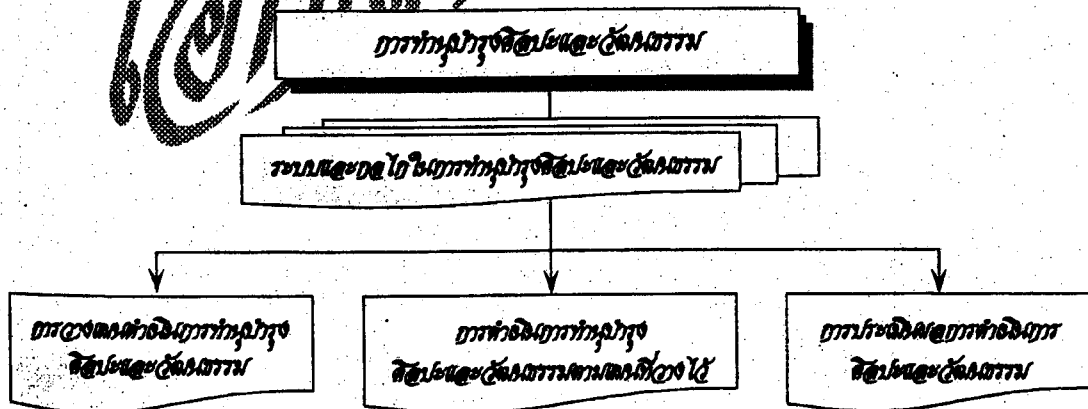 การทำนุบำรุงศิลปะและวัฒนธรรม
ระบบและกลไกในการทำนุบำรุงศิลปะและวัฒนธรรม
การวางแผนดำเนินการทำนุบำรุง
ศิลปะและวัฒนธรรม
การดำเนินการทำนุบำรุง
ศิลปะและวัฒนธรรมตามแผนที่วางไว้
การประเมินผลการดำเนินการ
ศิลปะและวัฒนธรรม